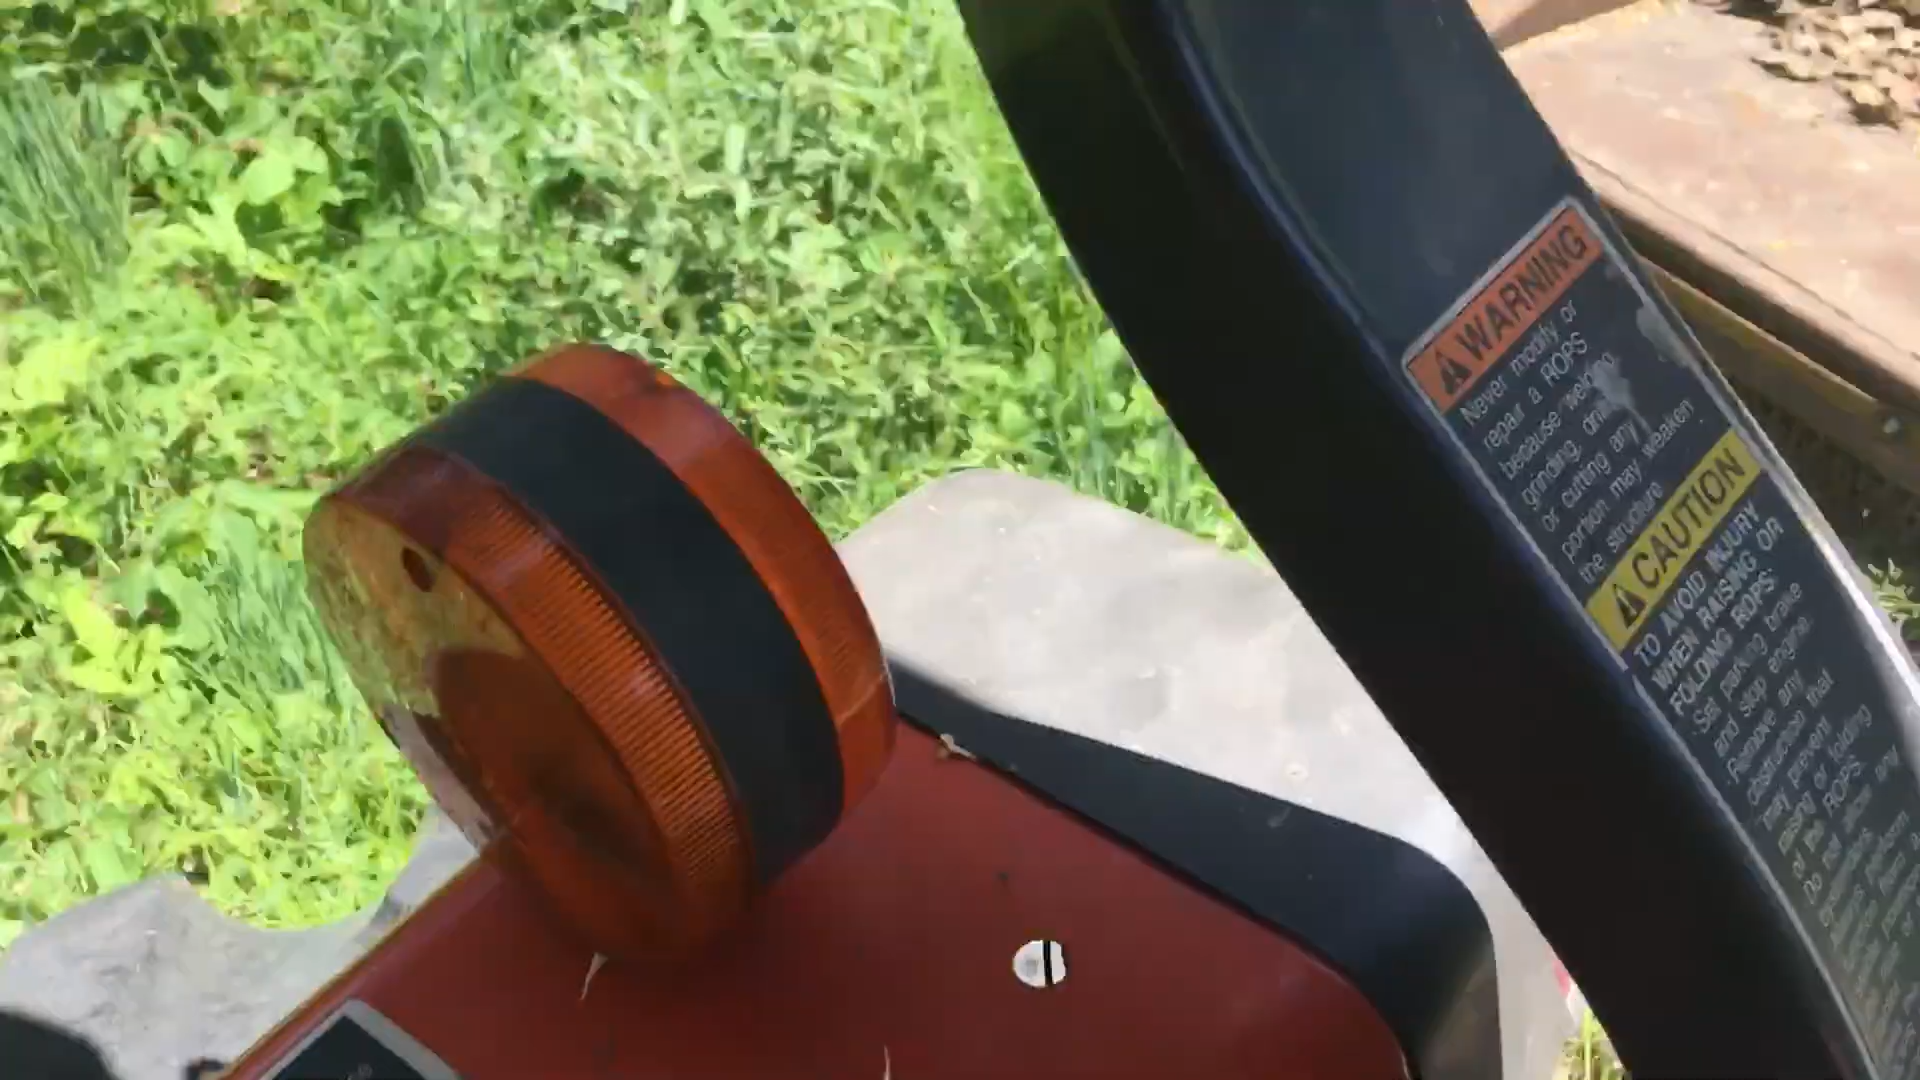 WARNING
Never modify or
repair a ROPS
because welding,
grinding, drilling
or cutting any
portion may weaken
the structure
CAUTION
TO AVOID INJURY
WHEN RAISING OR
FOLDING ROPS:
Set parking brake
and stop engine.
Remove any
obstruction that
may prevent
raising or folding
of the ROPS.
Do not allow any